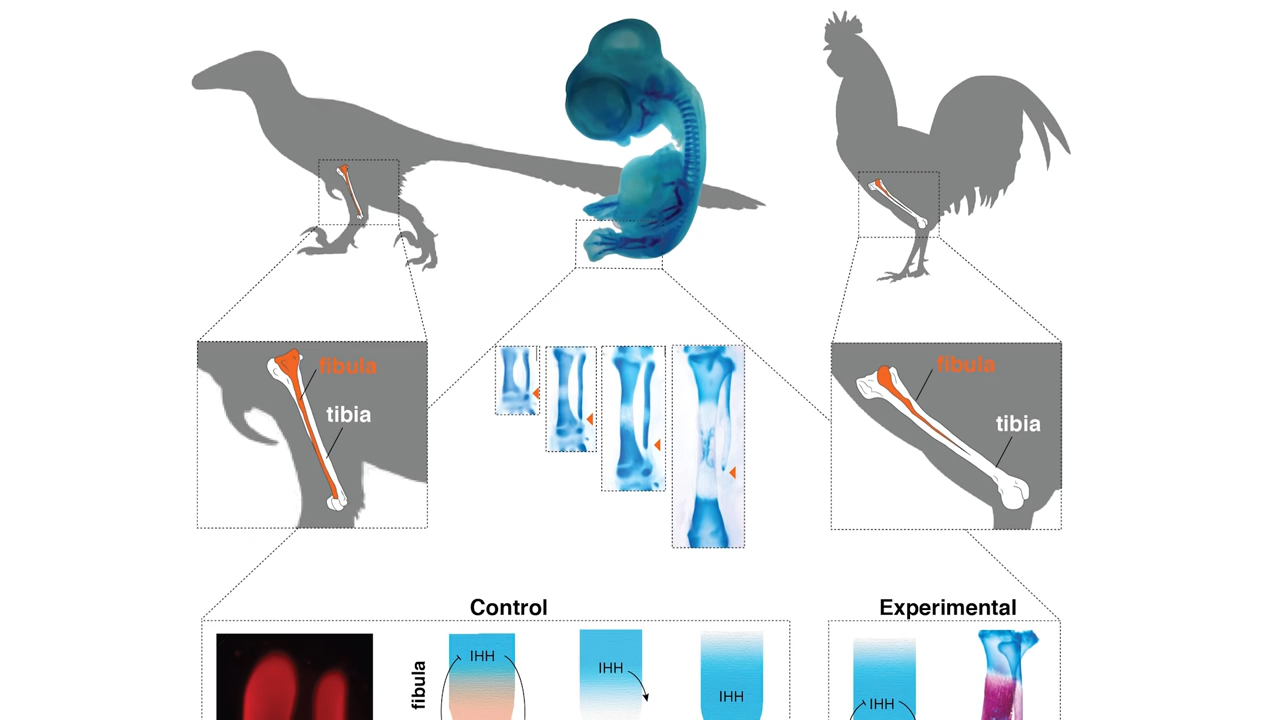 fibula
tibia
fibula
tibia
Control
Experimental
fibula
IHH
IHH
IHH
IHH